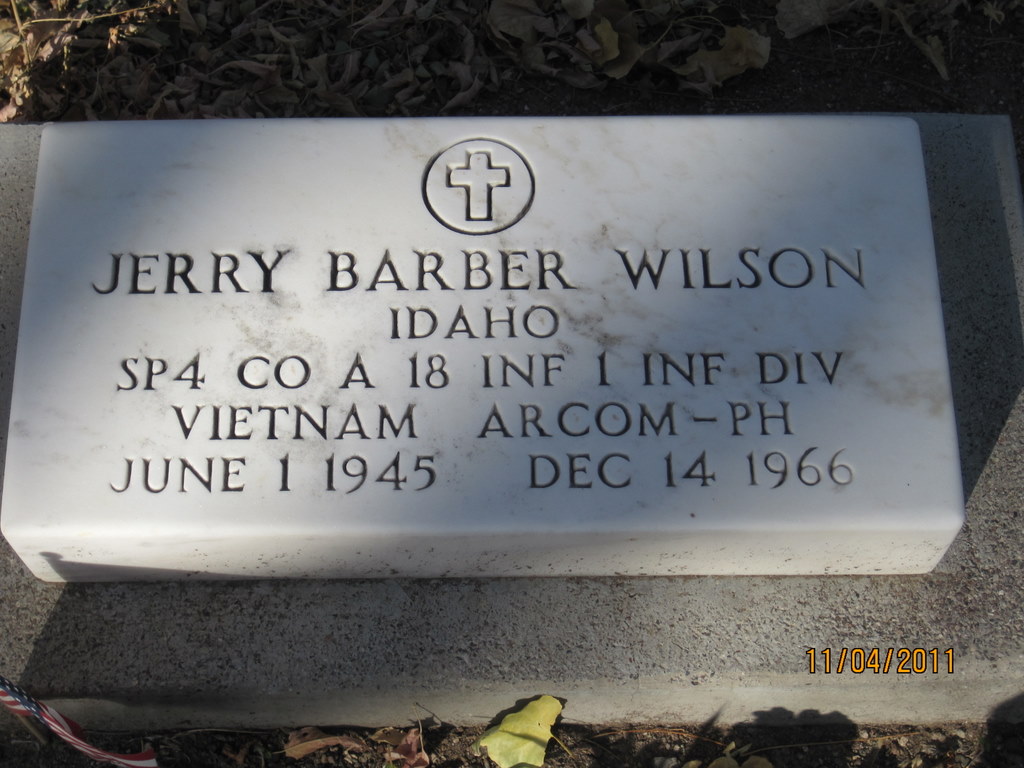 JERRY BARBER WILSON
IDAHO
SP4 CO A 18 INF 1 INF DIV
VIETNAM ARCOM-PH
JUNE 1 1945 DEC 14 1966
11/04/2011